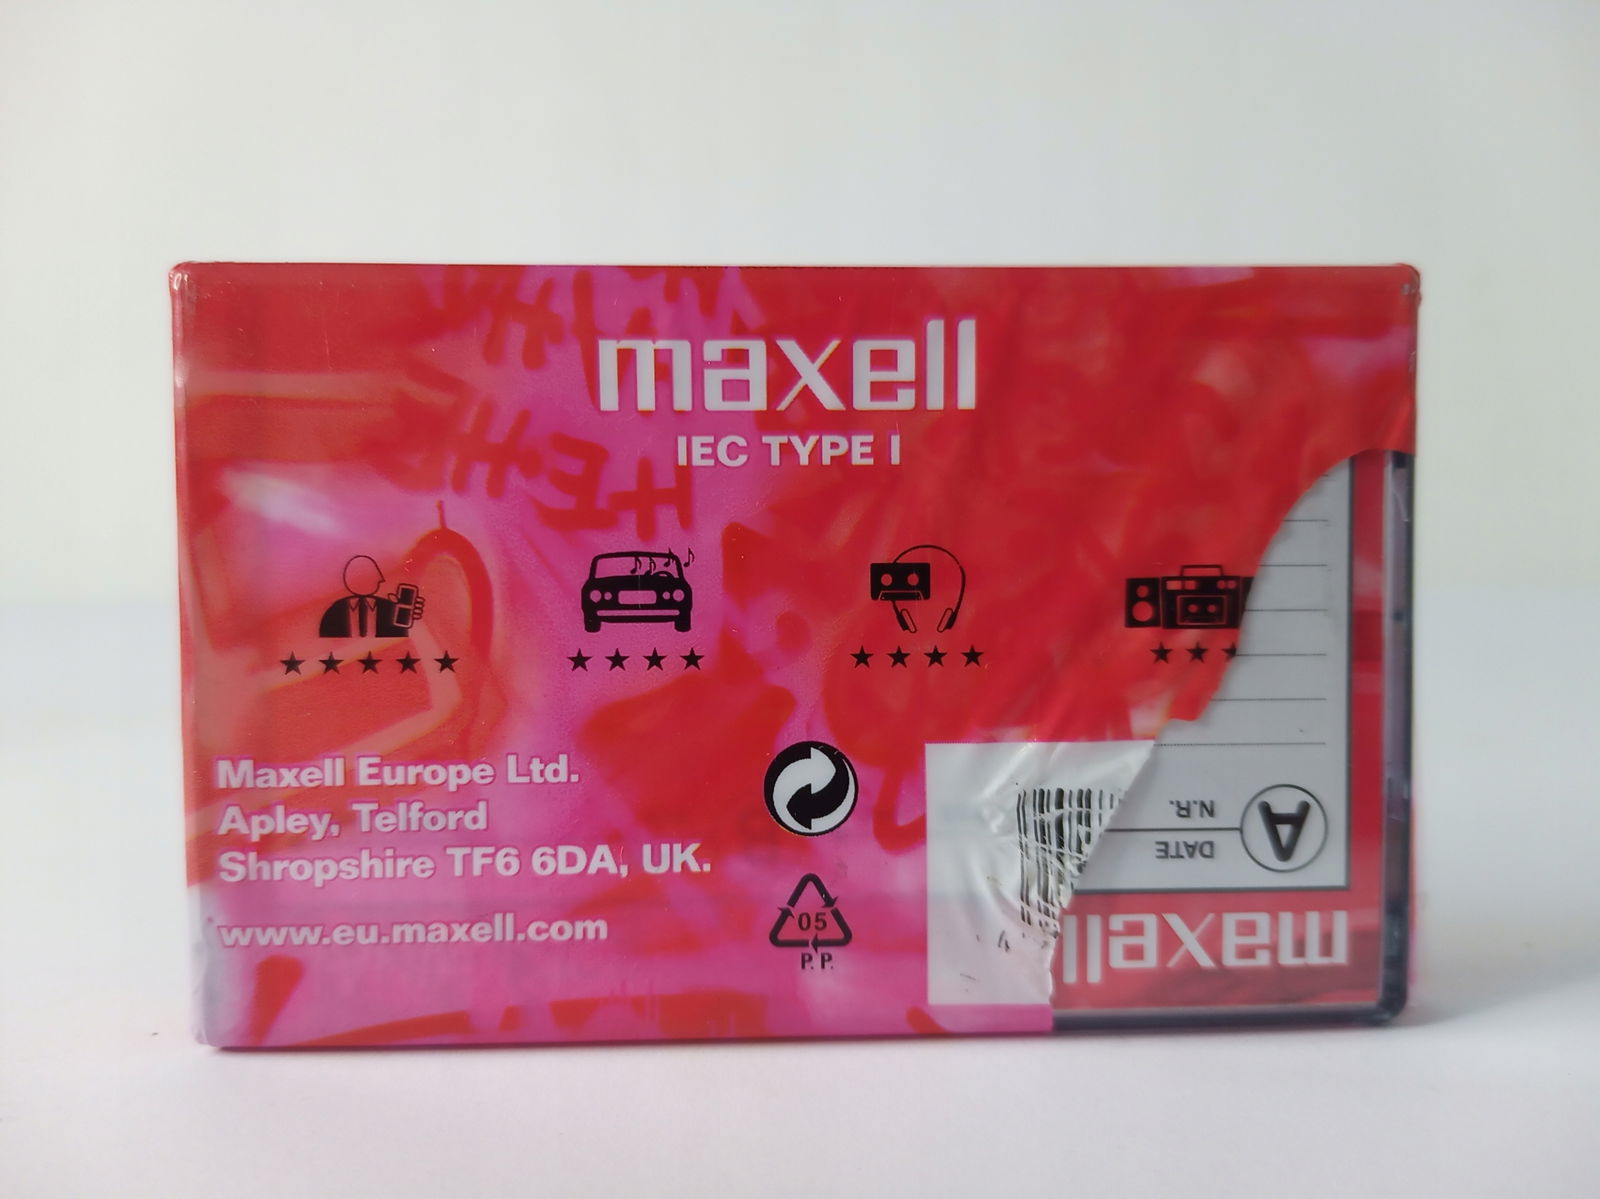 maxell
IEC TYPE I
Maxell Europe Ltd.
Apley, Telford
Shropshire TF6 6DA, UK.
www.eu.maxell.com
05
P.P.
4
A
DATE
N.R.
maxell